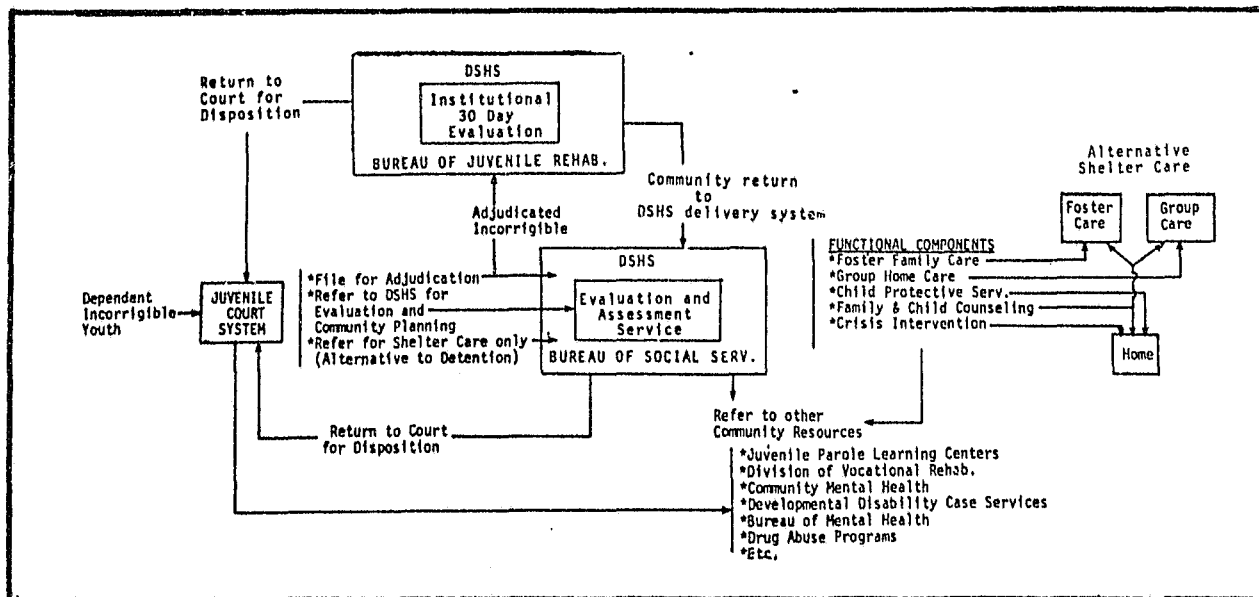 DSHS
Institutional
30 Day
Evaluation
BUREAU OF JUVENILE REHAB.
Return to
Court for
Disposition
Adjudicated
Incorrigible
Community return
to
DSHS delivery system
Alternative
Shelter Care
Foster
Care
Group
Care
Dependant
Incorrigible
Youth
JUVENILE
COURT
SYSTEM
*File for Adjudication
*Refer to DSHS for
Evaluation and
Community Planning
*Refer for Shelter Care only
(Alternative to Detention)
DSHS
Evaluation and
Assessment
Service
BUREAU OF SOCIAL SERV.
FUNCTIONAL COMPONENTS
*Foster Family Care
*Group Home Care
*Child Protective Serv.
*Family & Child Counseling
*Crisis Intervention
Home
Return to Court
for Disposition
Refer to other
Community Resources
*Juvenile Parole Learning Centers
*Division of Vocational Rehab.
*Community Mental Health
*Developmental Disability Case Services
*Bureau of Mental Health
*Drug Abuse Programs
*Etc.